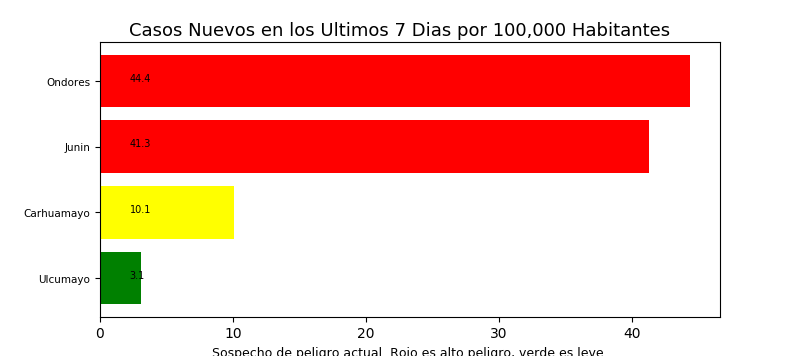 Casos Nuevos en los Ultimos 7 Dias por 100,000 Habitantes
Ondores
44.4
Junin
41.3
Carhuamayo
10.1
Ulcumayo
3.1
0 10 20 30 40
Sospecho de peligro actual. Rojo es alto peligro, verde es leve